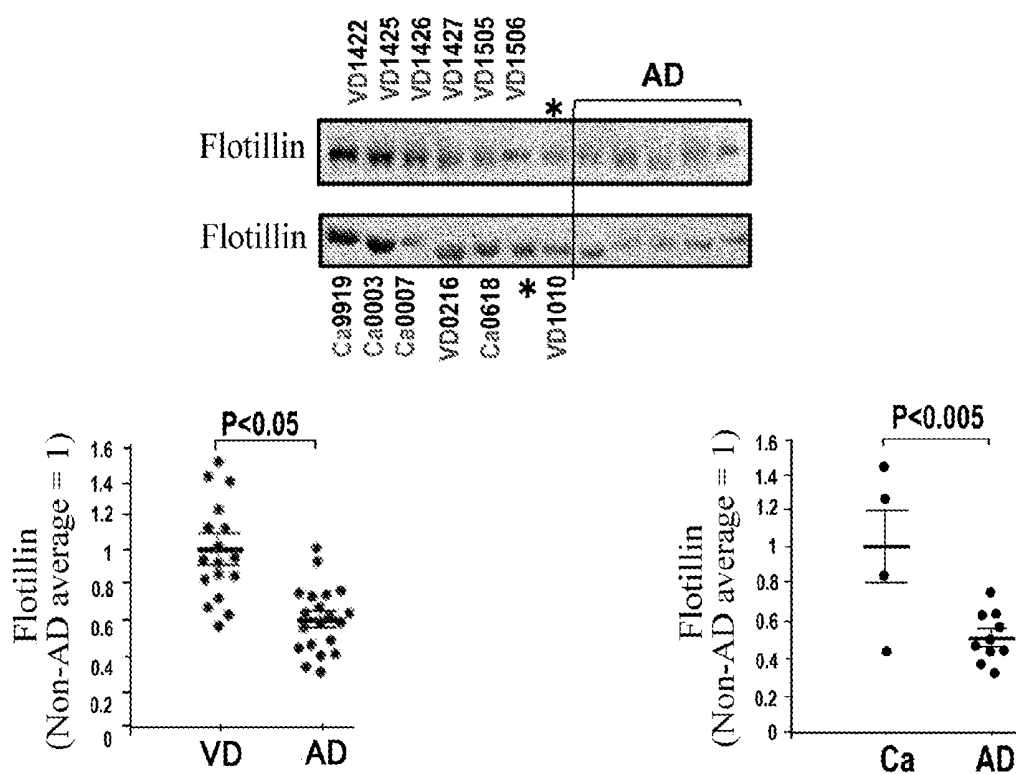 VD1422
VD1425
VD1426
VD1427
VD1505
VD1506
*
AD
Flotillin
Flotillin
Ca9919
Ca0003
Ca0007
VD0216
Ca0618
*
VD1010
P<0.05
Flotillin
(Non-AD average = 1)
1.6
1.4
1.2
1
0.8
0.6
0.4
0.2
0
VD AD
P<0.005
Flotillin
(Non-AD average = 1)
1.6
1.4
1.2
1
0.8
0.6
0.4
0.2
0
Ca AD